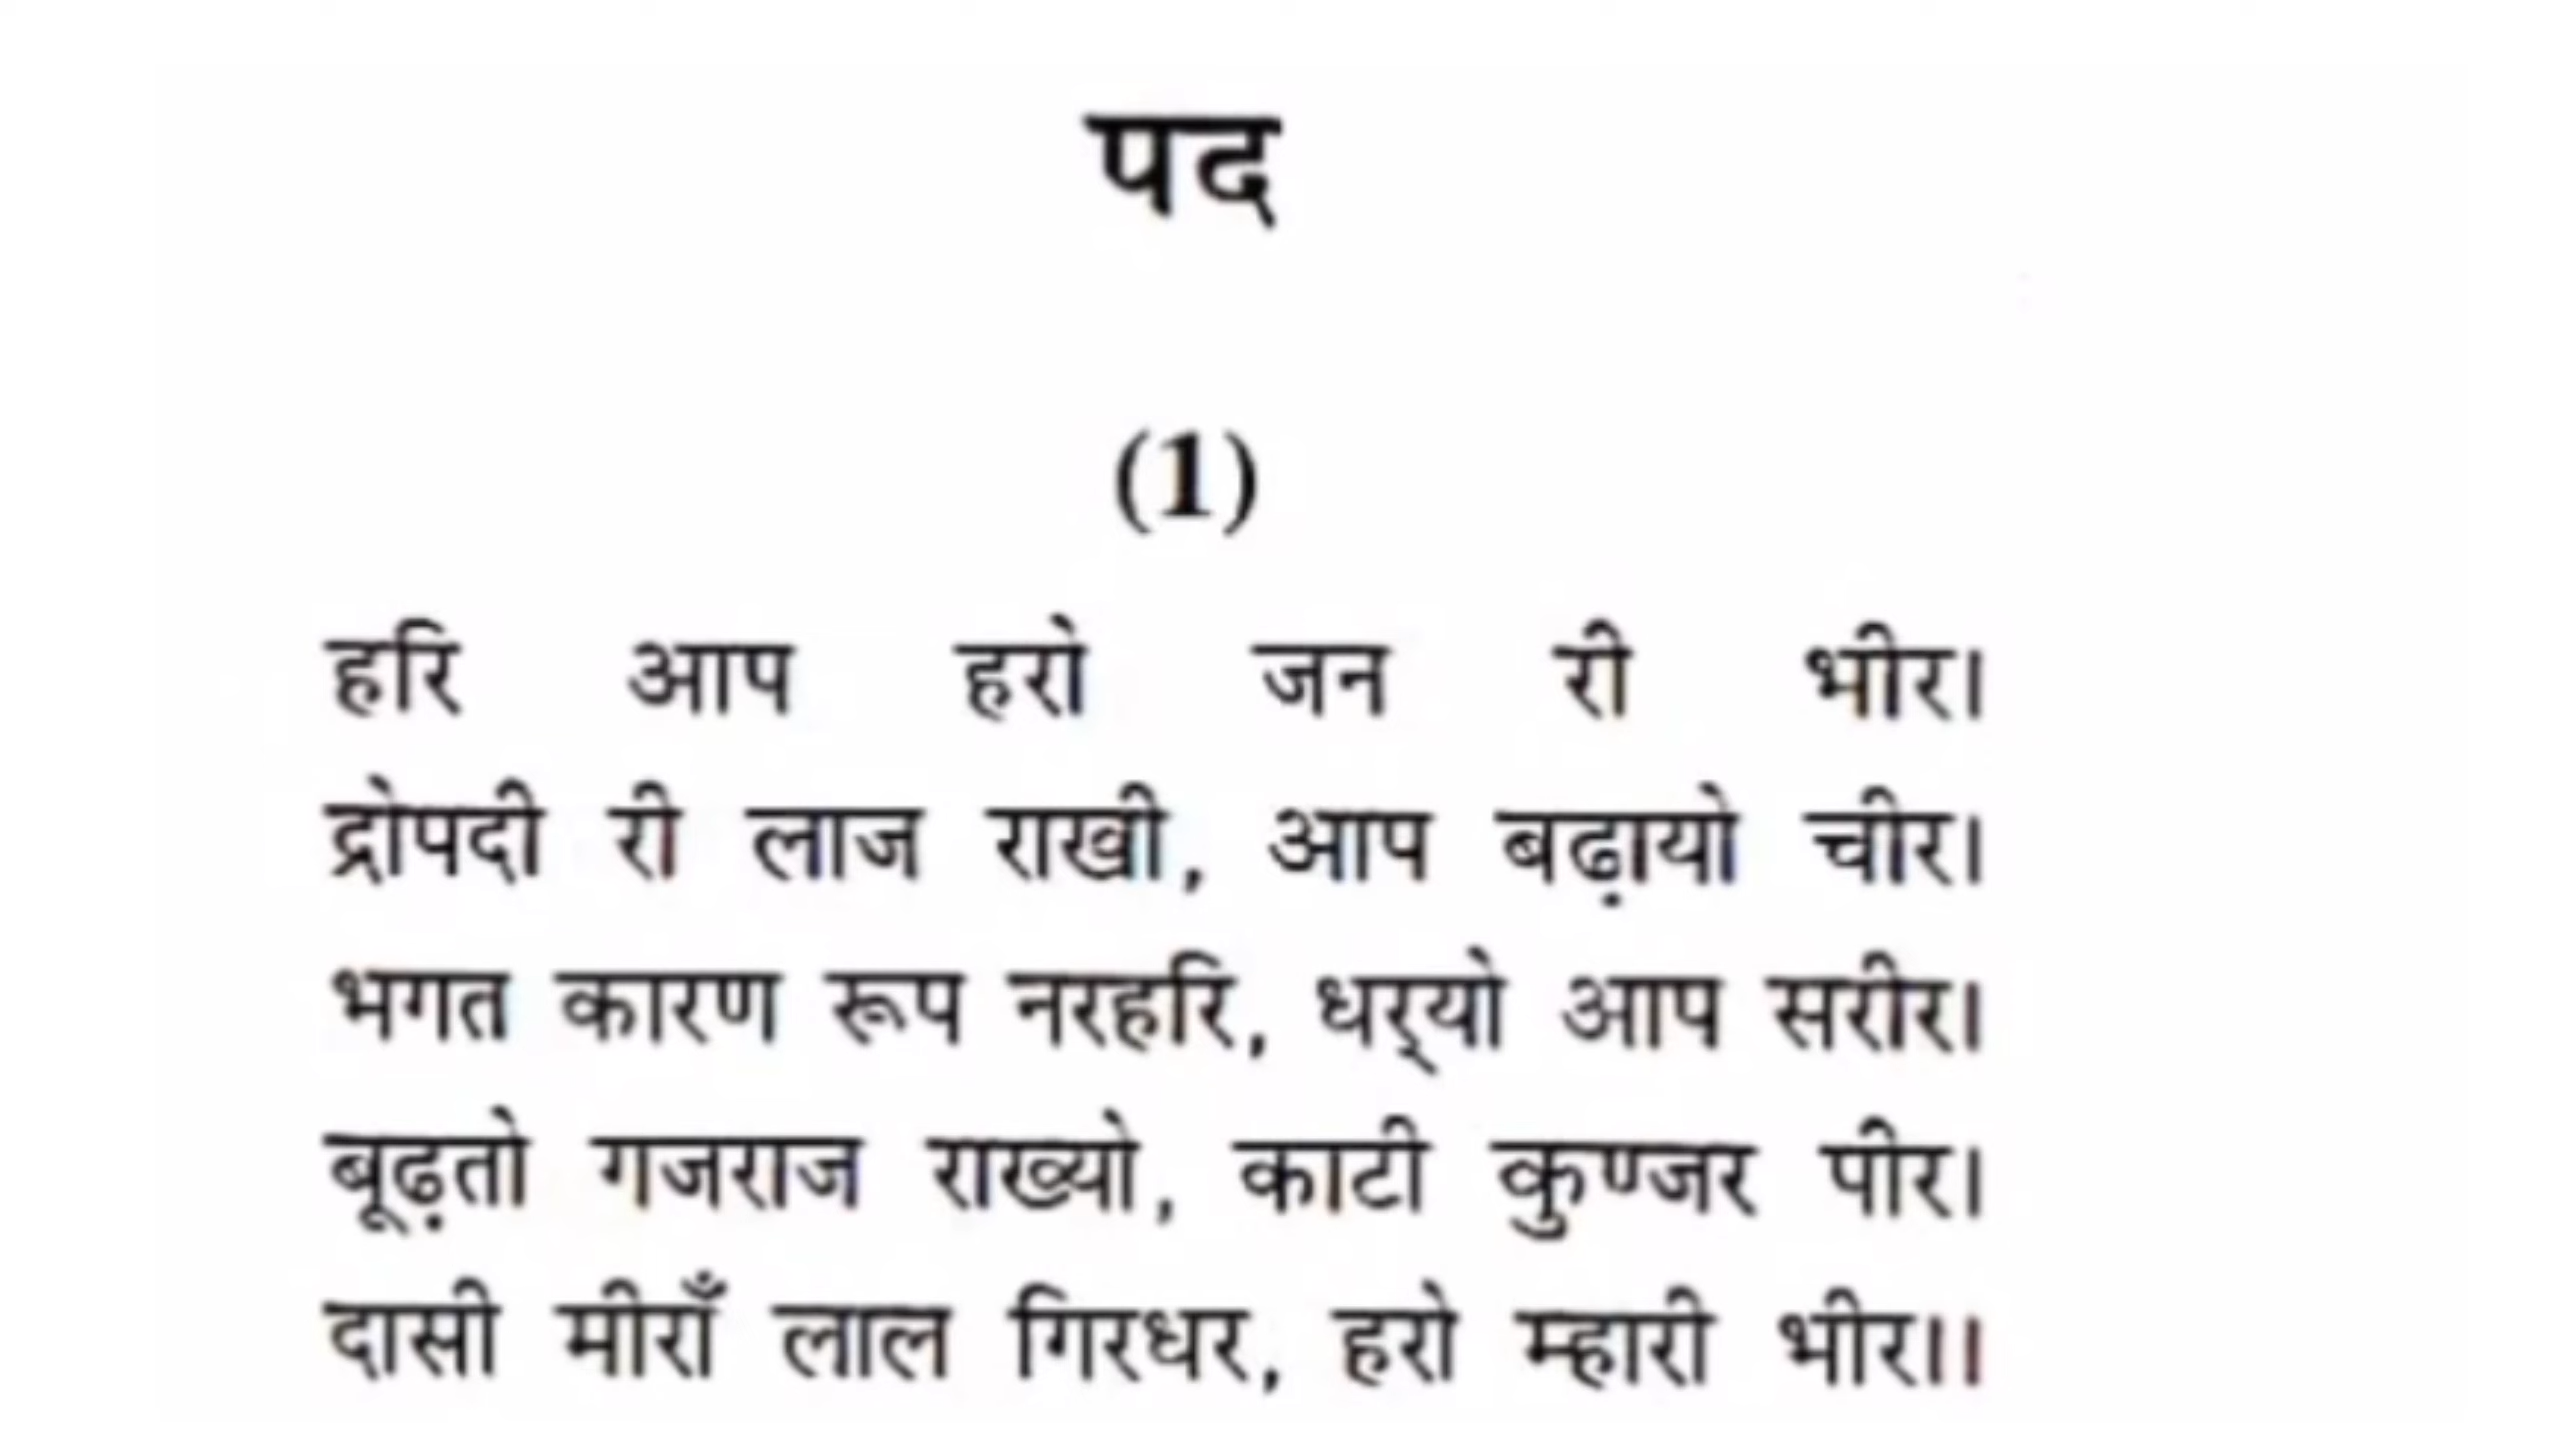 पद
(1)
हरि आप हरो जन री भीर।
द्रोपदी री लाज राखी, आप बढ़ायो चीर।
भगत कारण रूप नरहरि, धर्‌यो आप सरीर।
बूढ़तो गजराज राख्यो, काटी कुण्जर पीर।
दासी मीराँ लाल गिरधर, हरो म्हारी भीर।।